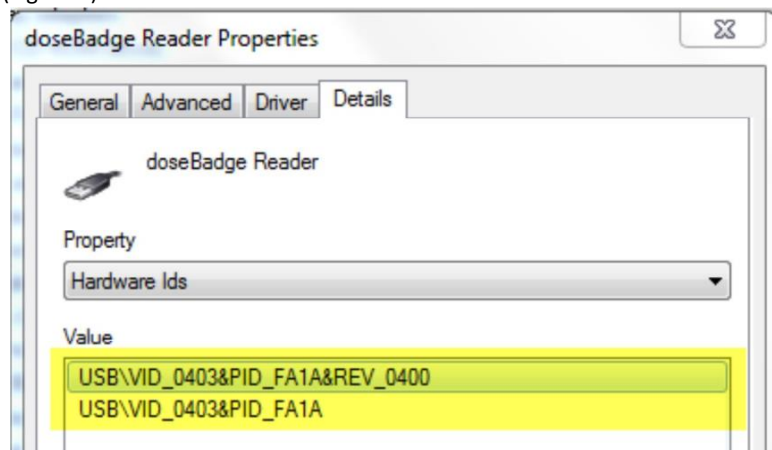 doseBadge Reader Properties
General Advanced Driver Details
doseBadge Reader
Property
Hardware Ids
Value
USB\VID_0403&PID_FA1A&REV_0400
USB\VID_0403&PID_FA1A